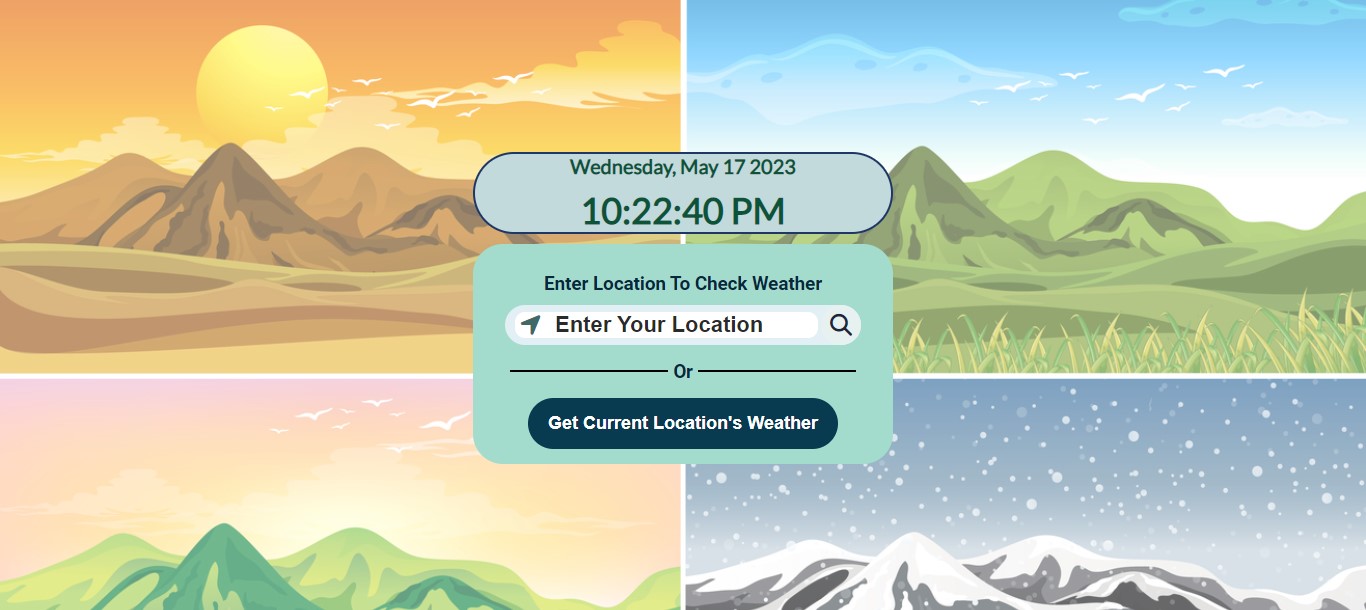 Wednesday, May 17 2023
10:22:40 PM
Enter Location To Check Weather
Enter Your Location
Or
Get Current Location's Weather